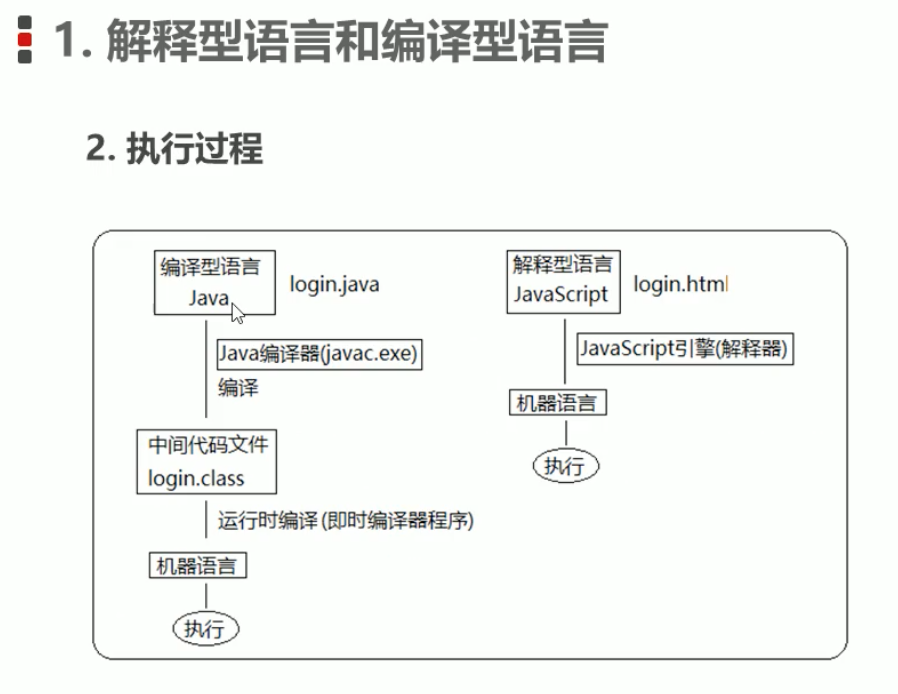 1. 解释型语言和编译型语言
2. 执行过程
编译型语言
Java
login.java
Java编译器(javac.exe)
编译
中间代码文件
login.class
运行时编译(即时编译器程序)
机器语言
执行
解释型语言
JavaScript
login.html
JavaScript引擎(解释器)
机器语言
执行